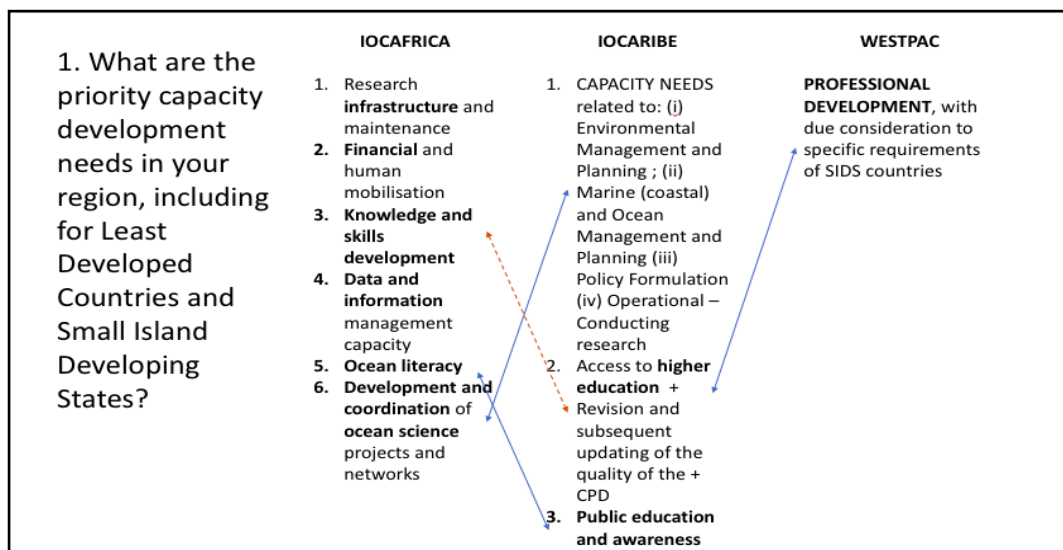 1. What are the
priority capacity
development
needs in your
region, including
for Least
Developed
Countries and
Small Island
Developing
States?
IOCAFRICA
1. Research
infrastructure and
maintenance
2. Financial and
human
mobilisation
3. Knowledge and
skills
development
4. Data and
information
management
capacity
5. Ocean literacy
6. Development and
coordination of
ocean science
projects and
networks
IOCARIBE
1. CAPACITY NEEDS
related to: (i)
Environmental
Management and
Planning ; (ii)
Marine (coastal)
and Ocean
Management and
Planning (iii)
Policy Formulation
(iv) Operational –
Conducting
research
2. Access to higher
education +
Revision and
subsequent
updating of the
quality of the +
CPD
3. Public education
and awareness
WESTPAC
PROFESSIONAL
DEVELOPMENT, with
due consideration to
specific requirements
of SIDS countries